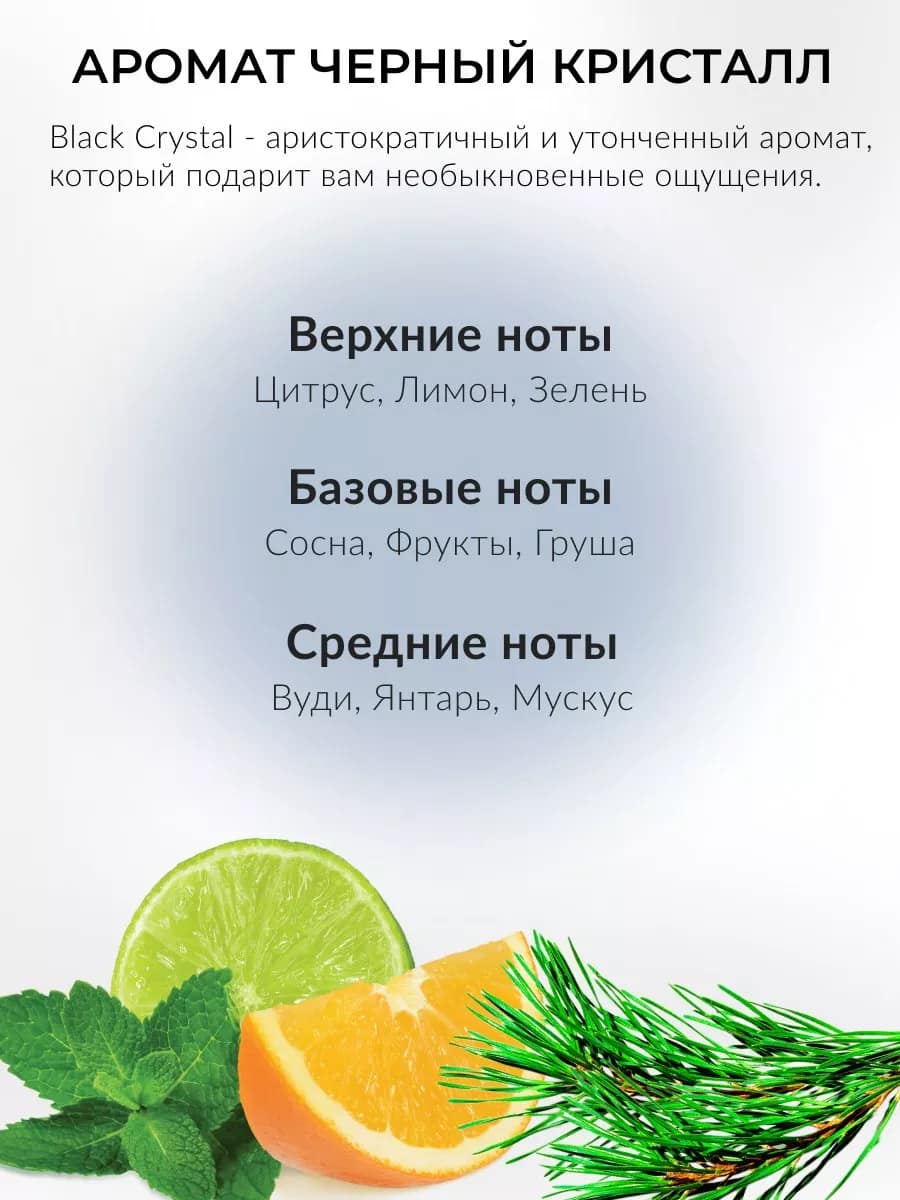 АРОМАТ ЧЕРНЫЙ КРИСТАЛЛ
Black Crystal - аристократичный и утонченный аромат,
который подарит вам необыкновенные ощущения.
Верхние ноты
Цитрус, Лимон, Зелень
Базовые ноты
Сосна, Фрукты, Груша
Средние ноты
Вуди, Янтарь, Мускус